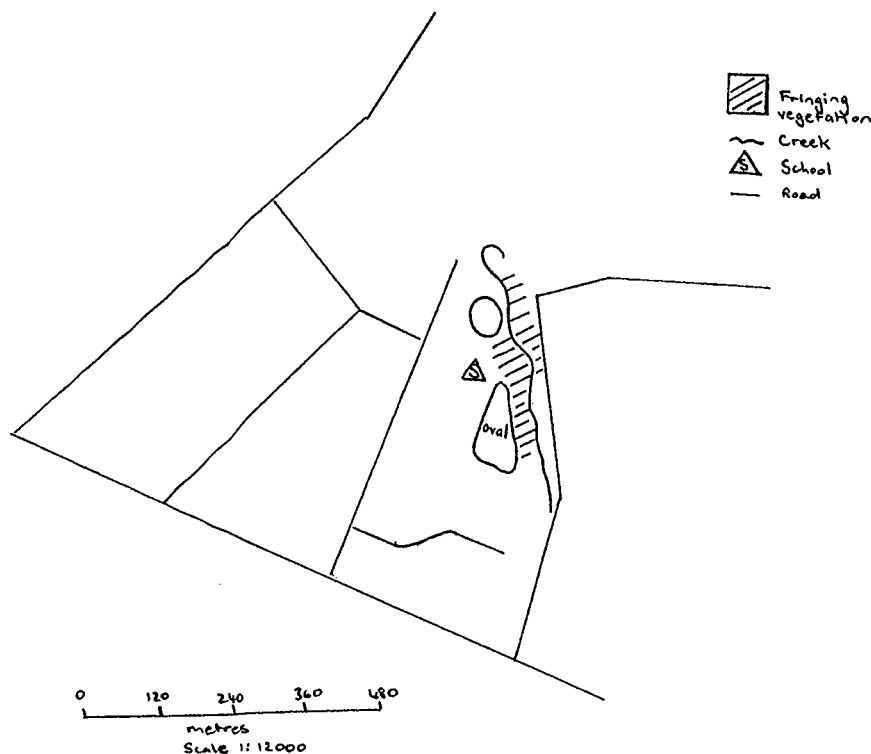 Fringing
vegetation
Creek
S School
Road
S
oval
0 120 240 360 480
metres
Scale 1:12000